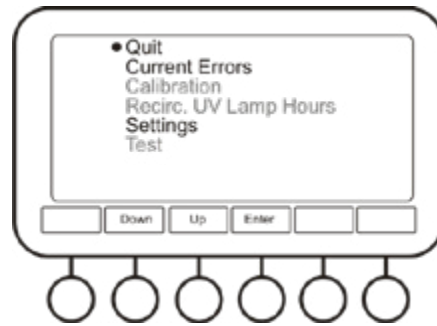 Quit
Current Errors
Calibration
Recirc. UV Lamp Hours
Settings
Test
Down Up Enter